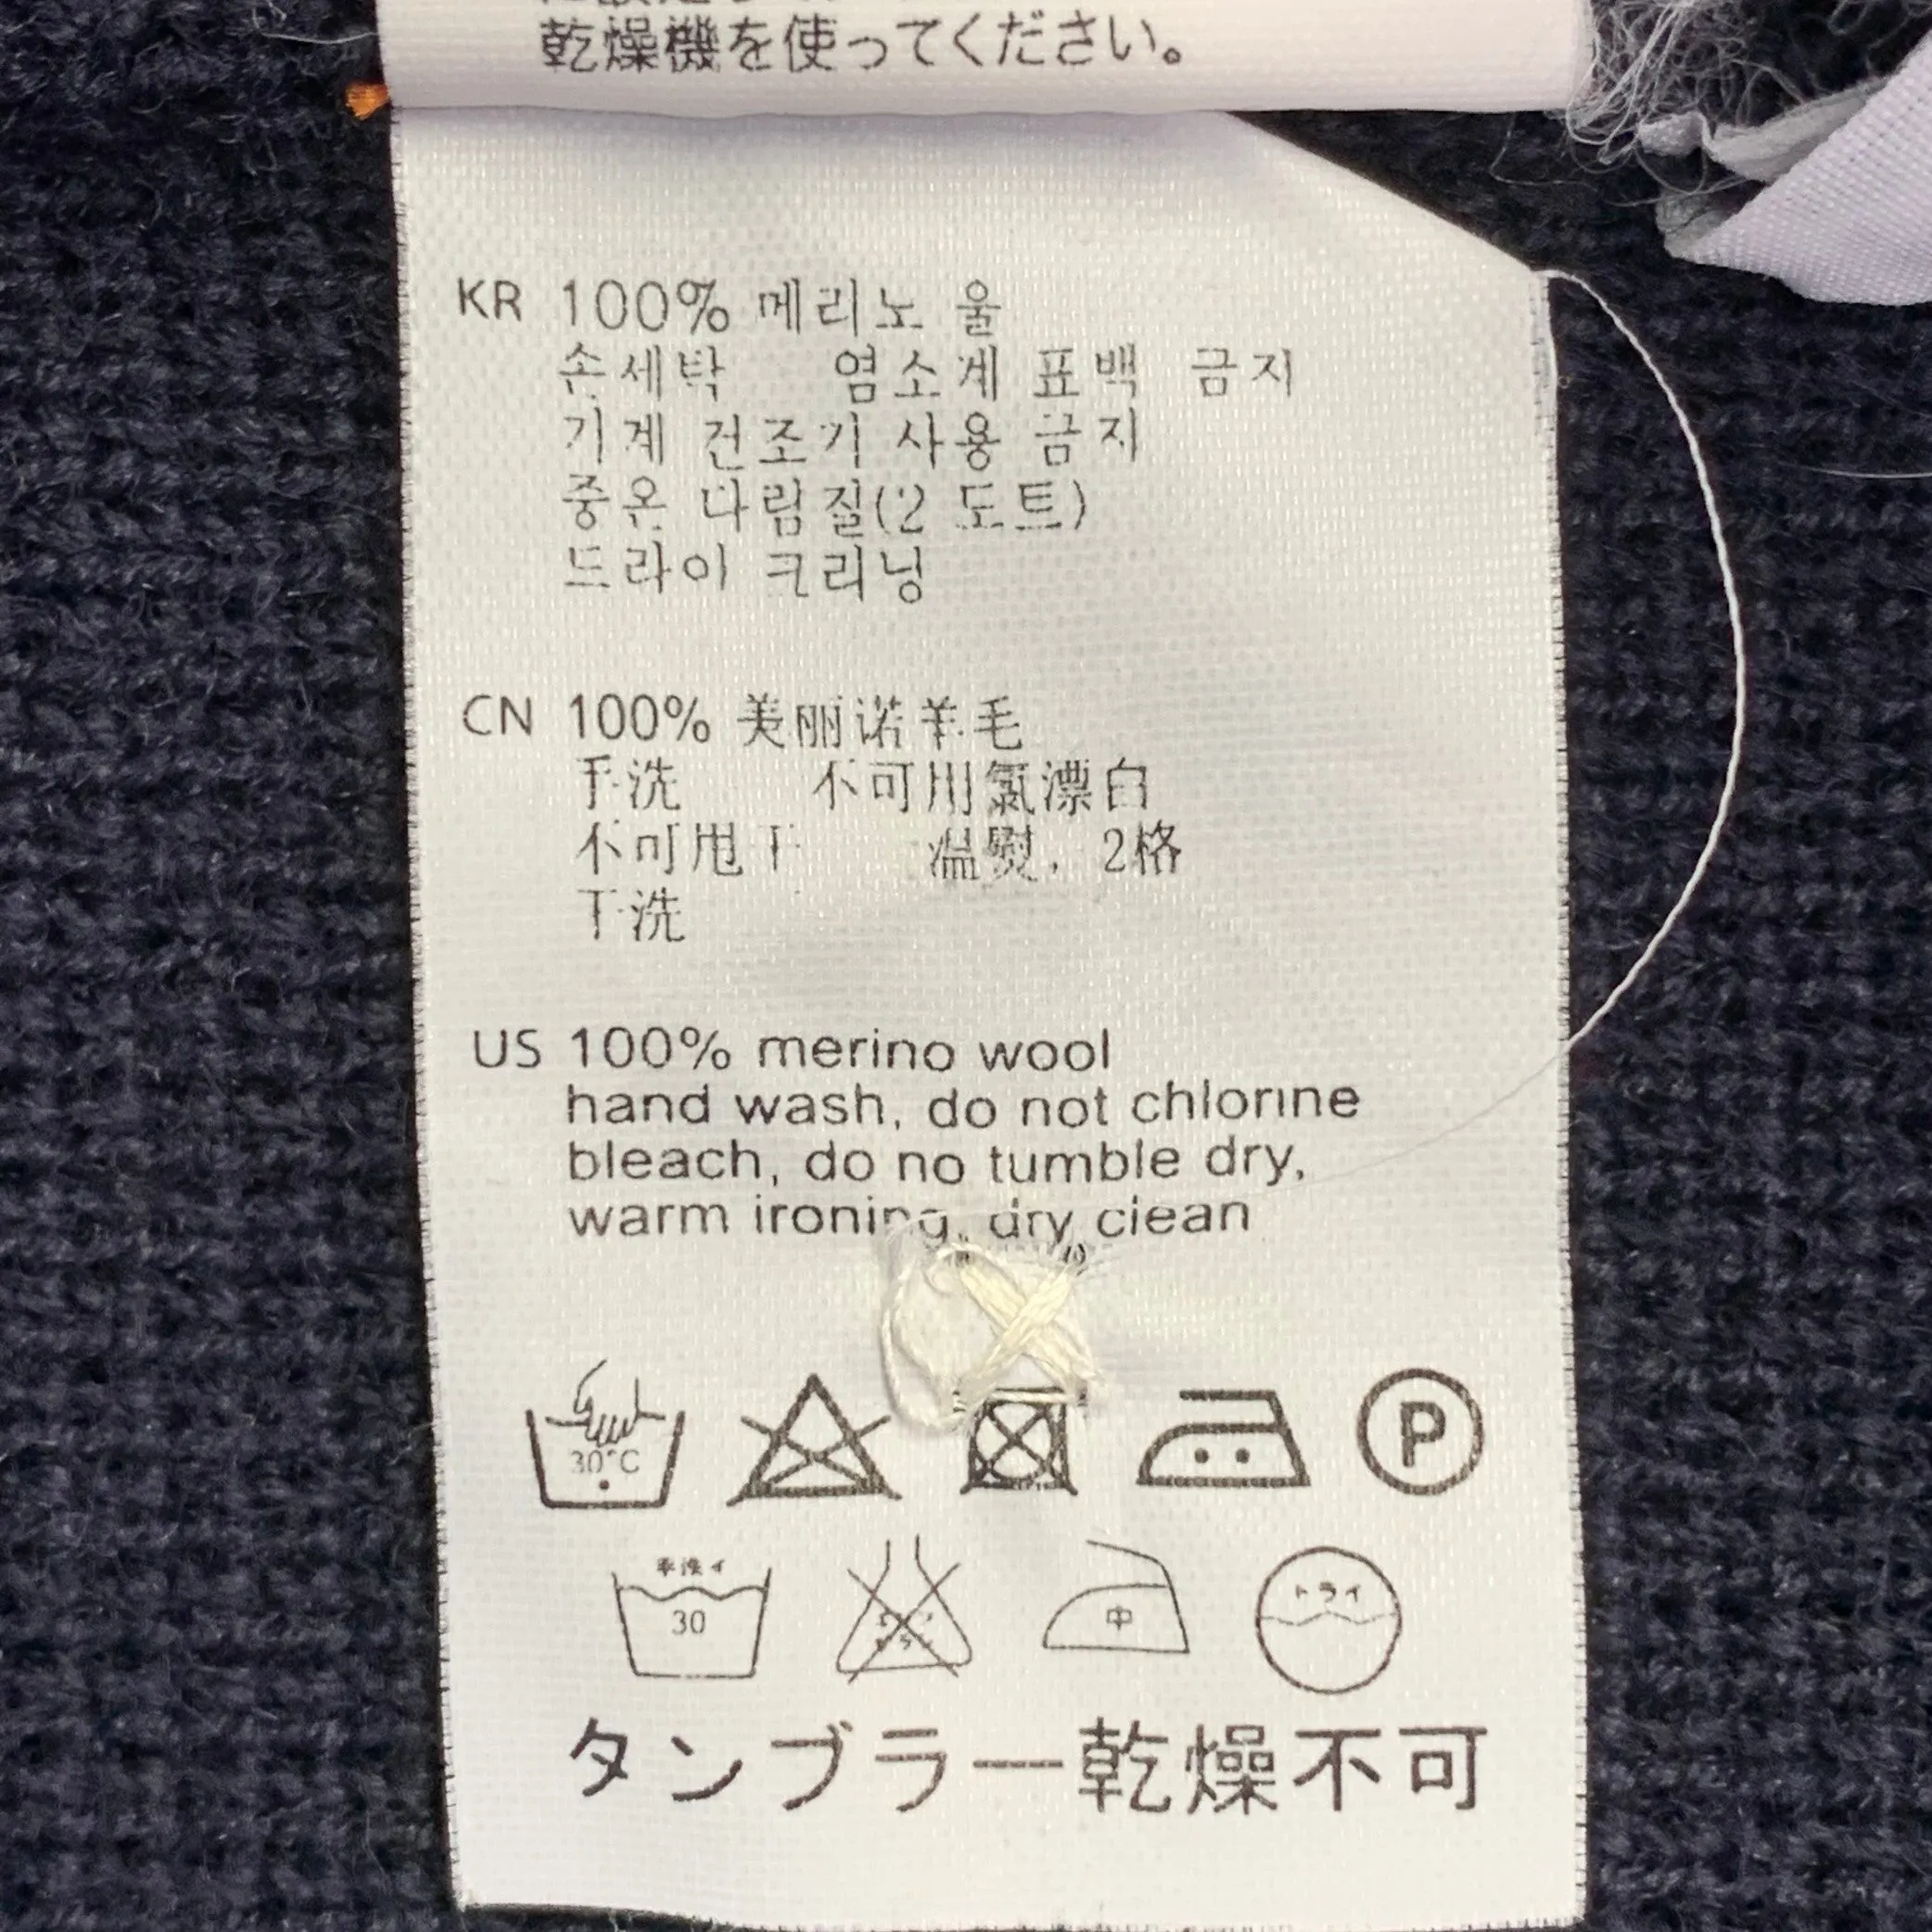 乾燥機を使ってください。
KR 100% 메리노 울
손세탁 염소계 표백 금지
기계 건조기 사용 금지
중온 다림질(2 도트)
드라이 크리닝
CN 100% 美丽诺羊毛
手洗 不可用氯漂白
不可甩干 温熨, 2格
干洗
US 100% merino wool
hand wash, do not chlorine
bleach, do no tumble dry,
warm ironing, dry clean
30°C P
手洗イ
30 中 ドライ
タンブラー乾燥不可